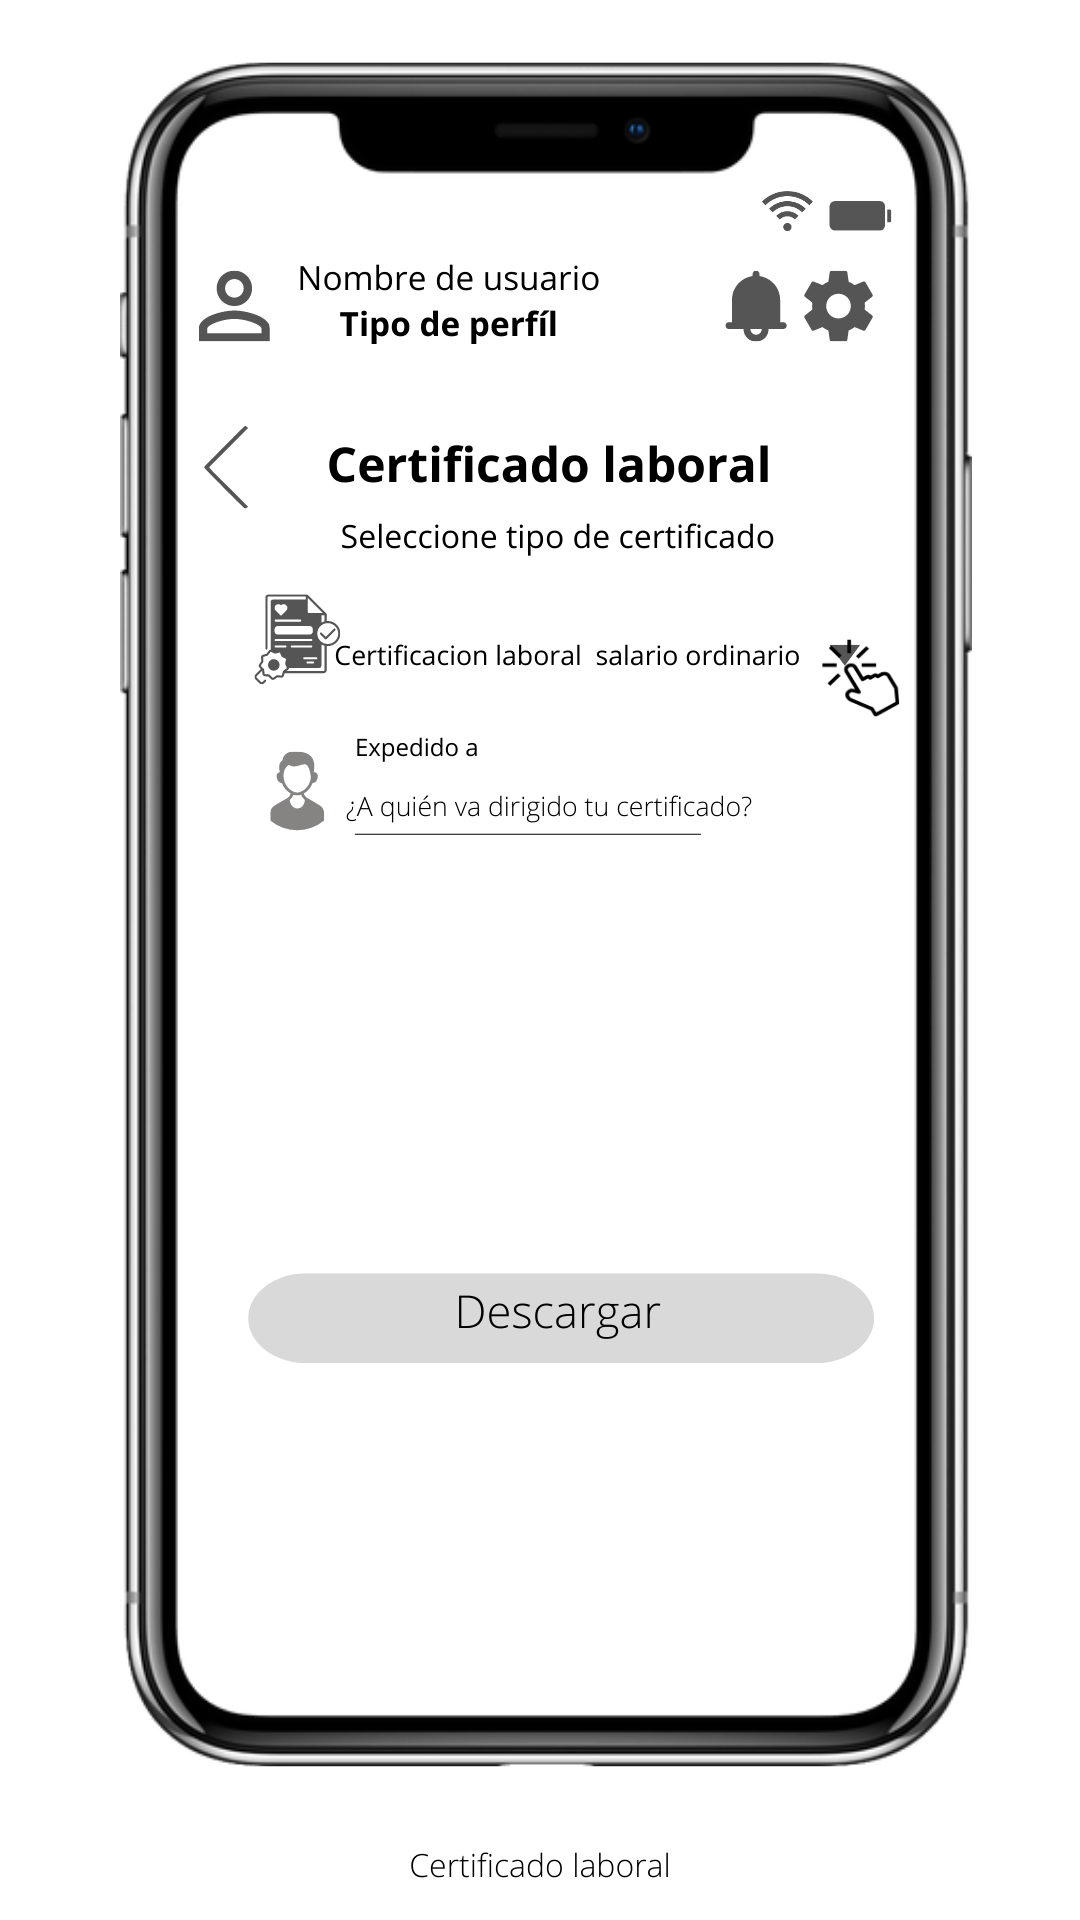 Nombre de usuario
Tipo de perfíl
Certificado laboral
Seleccione tipo de certificado
Certificacion laboral  salario ordinario
Expedido a
¿A quién va dirigido tu certificado?
Descargar
Certificado laboral